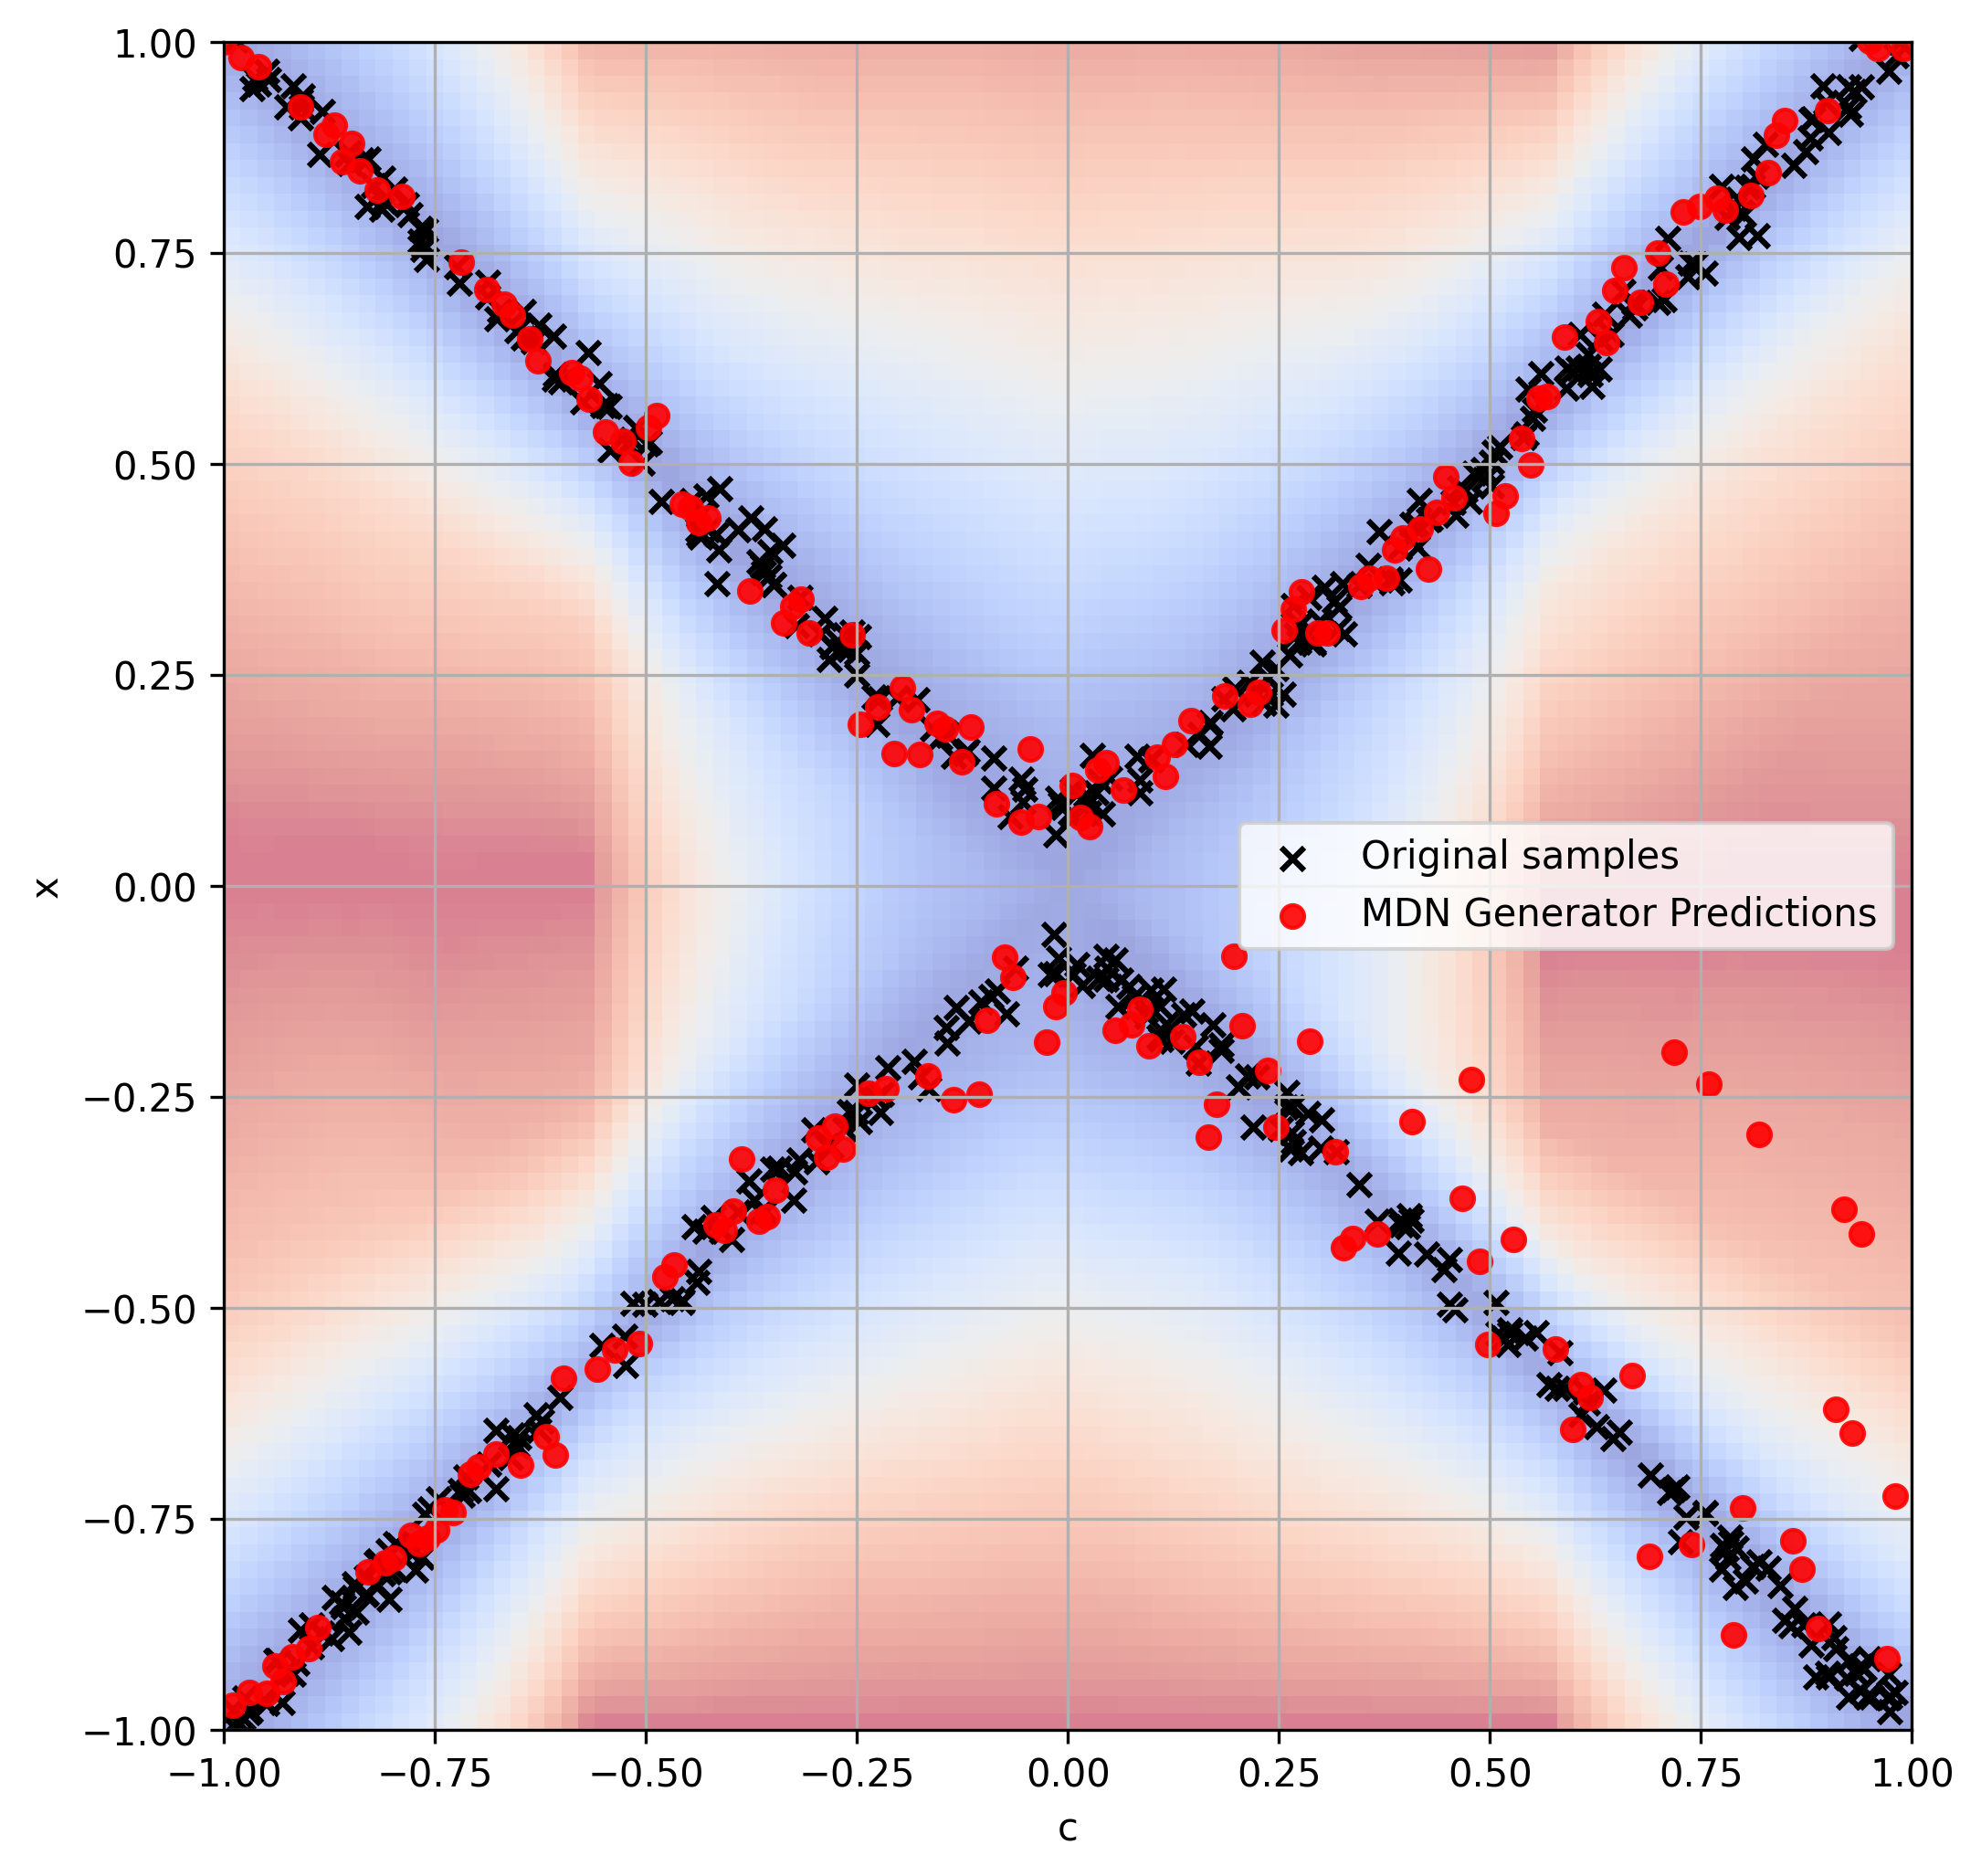 1.00
0.75
0.50
0.25
0.00
−0.25
−0.50
−0.75
−1.00
x
Original samples
MDN Generator Predictions
−1.00 −0.75 −0.50 −0.25 0.00 0.25 0.50 0.75 1.00
c